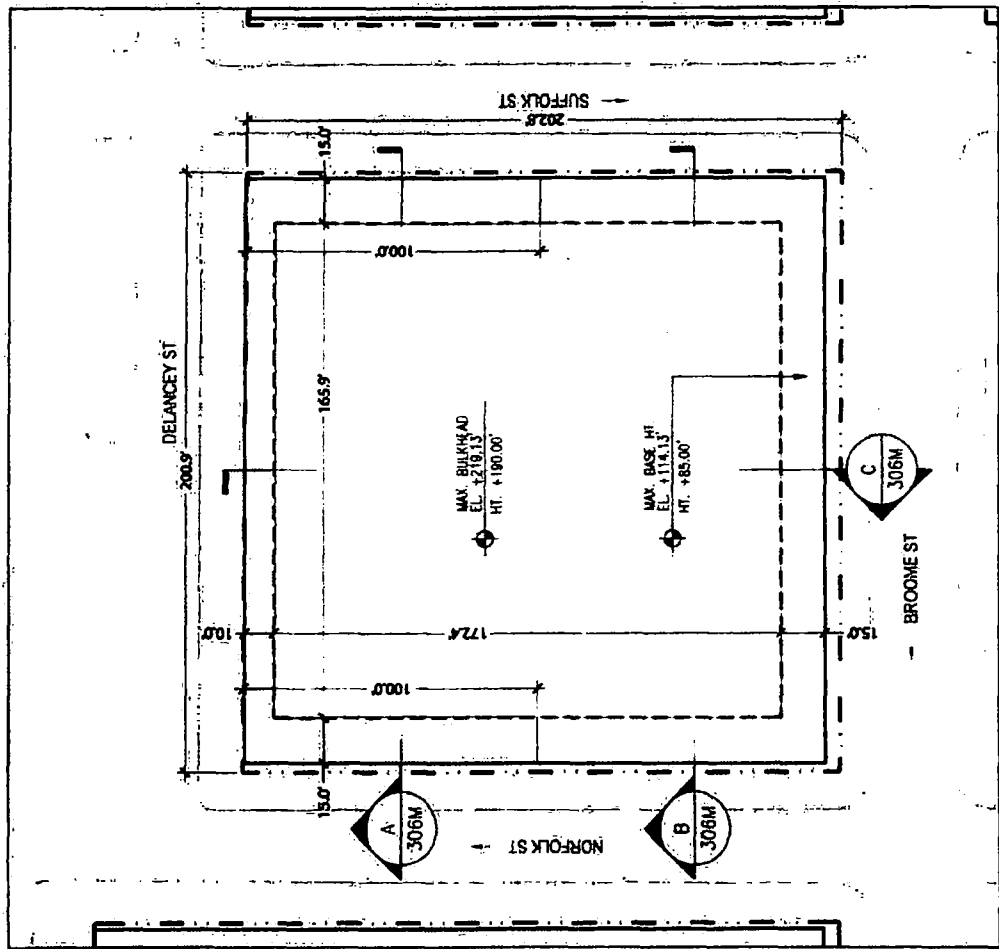 SUFFOLK ST
202.8'
15.0'
DELANCEY ST
200.9'
100.0'
165.9'
MAX. BULKHEAD
EL. +219.13'
HT. +190.00'
MAX. BASE HT
EL. +114.13'
HT. +85.00'
C
306M
BROOME ST
10.0'
172.4'
15.0'
100.0'
15.0'
A
306M
B
306M
NORFOLK ST